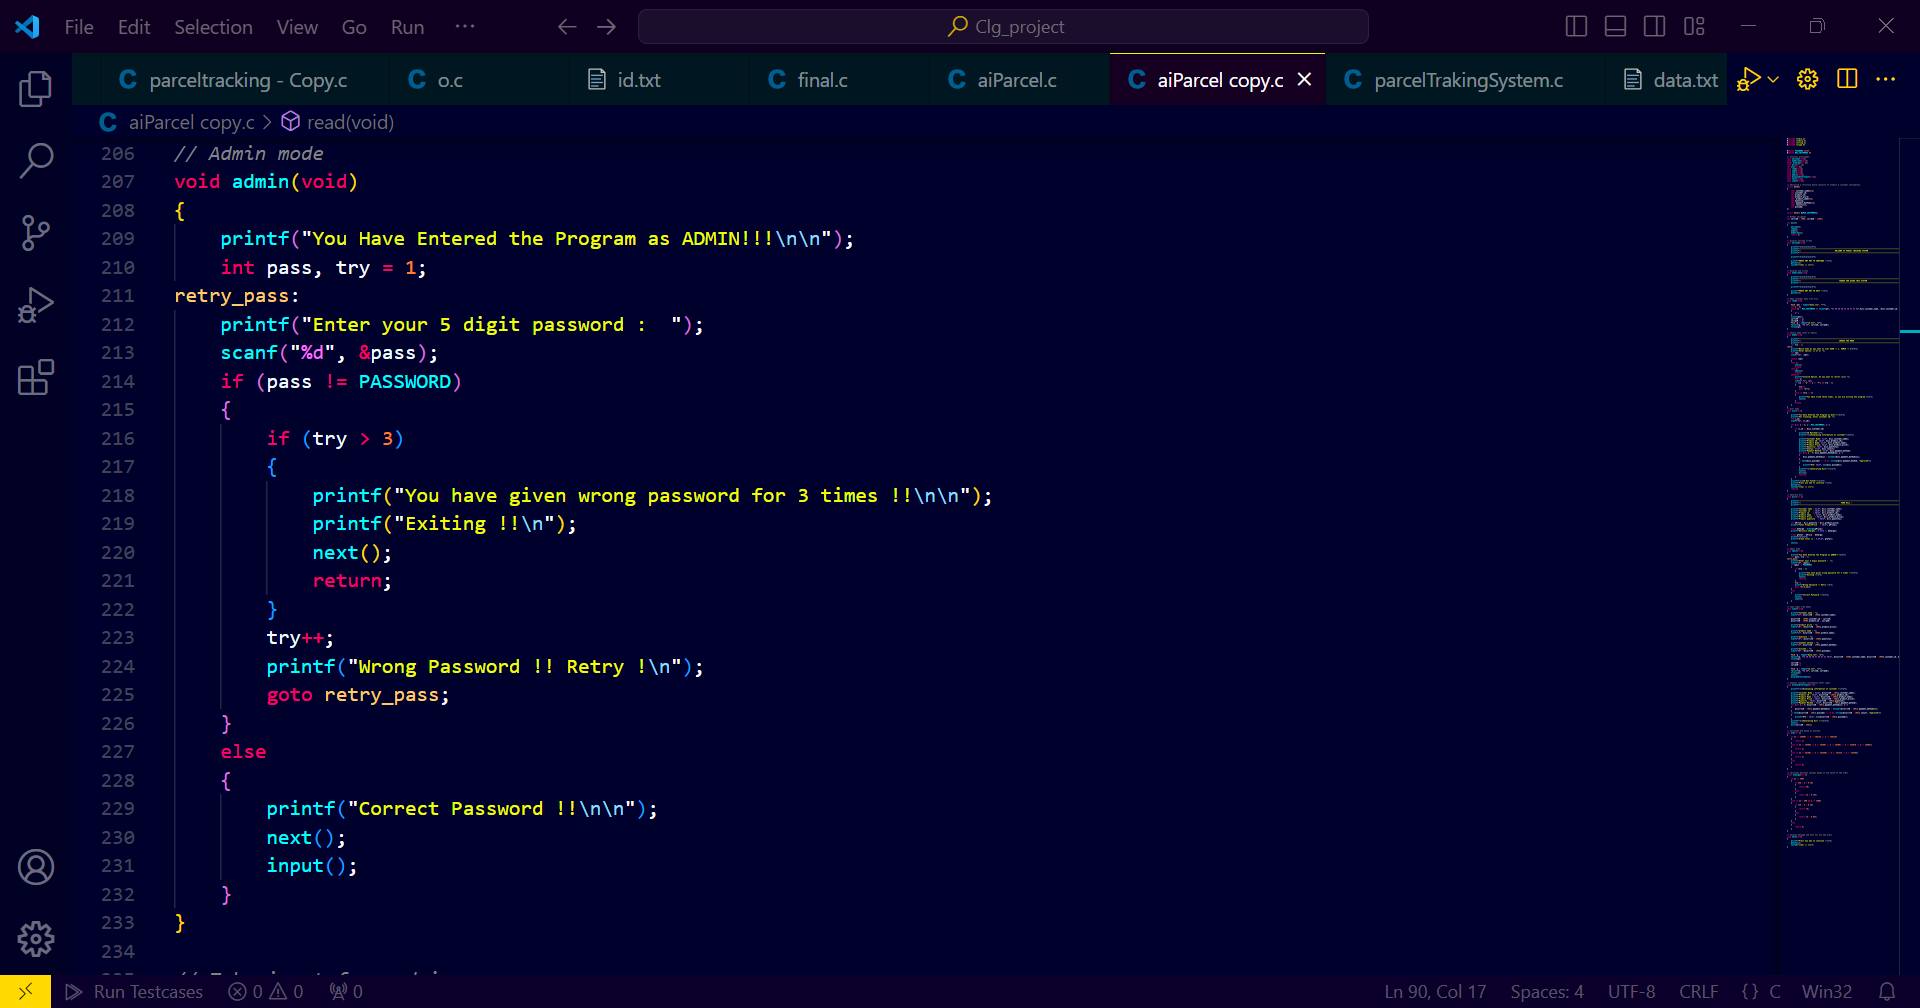 File Edit Selection View Go Run ··· ← → Clg_project
C parceltracking - Copy.c C o.c id.txt C final.c C aiParcel.c C aiParcel copy.c × C parcelTrakingSystem.c data.txt ···
C aiParcel copy.c > read(void)
206 // Admin mode
207 void admin(void)
208 {
209 printf("You Have Entered the Program as ADMIN!!!\n\n");
210 int pass, try = 1;
211 retry_pass:
212 printf("Enter your 5 digit password :  ");
213 scanf("%d", &pass);
214 if (pass != PASSWORD)
215 {
216 if (try > 3)
217 {
218 printf("You have given wrong password for 3 times !!\n\n");
219 printf("Exiting !!\n");
220 next();
221 return;
222 }
223 try++;
224 printf("Wrong Password !! Retry !\n");
225 goto retry_pass;
226 }
227 else
228 {
229 printf("Correct Password !!\n\n");
230 next();
231 input();
232 }
233 }
234
Run Testcases 0 0 0 Ln 90, Col 17 Spaces: 4 UTF-8 CRLF {} C Win32